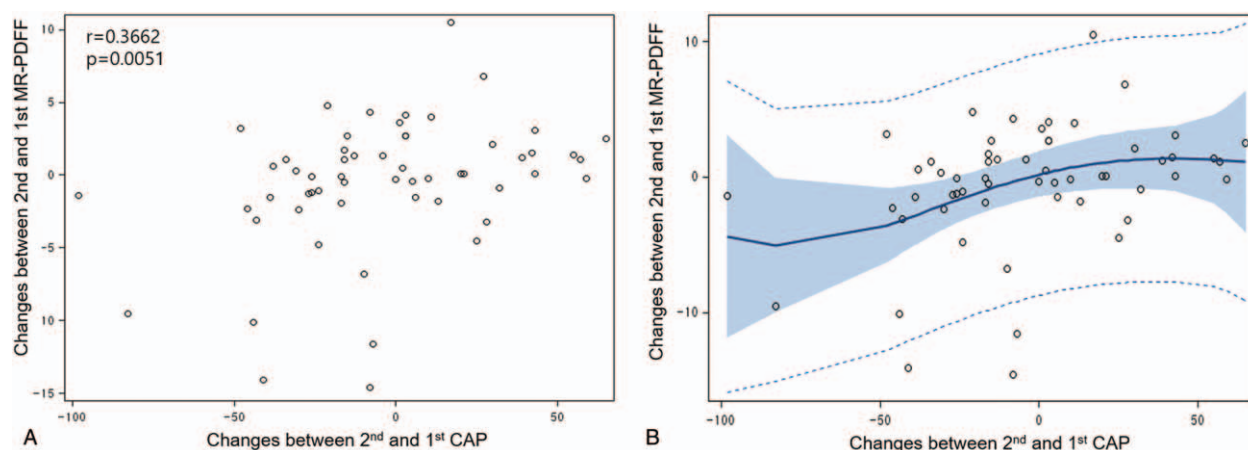 r=0.3662
p=0.0051
Changes between 2nd and 1st MR-PDFF
10
5
0
-5
-10
-15
-100
-50
0
50
Changes between 2nd and 1st CAP
A
Changes between 2nd and 1st MR-PDFF
10
0
-10
-100
-50
0
50
Changes between 2nd and 1st CAP
B